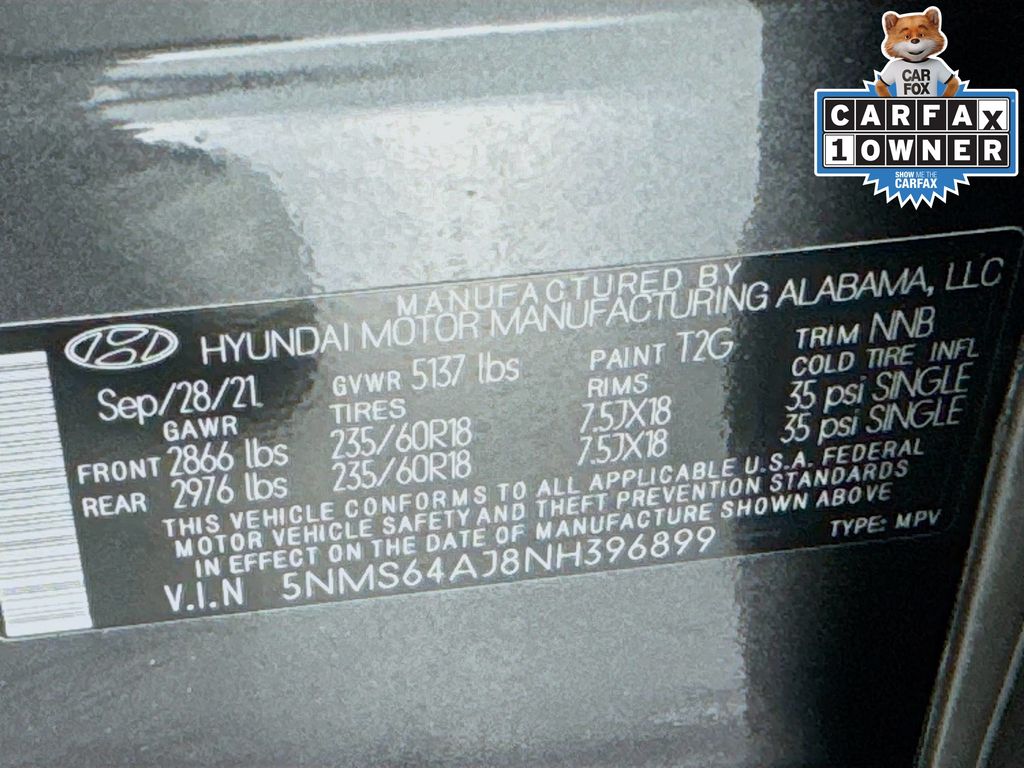 CAR
FOX
CARFAX
1 OWNER
SHOW ME THE
CARFAX
MANUFACTURED BY
HYUNDAI MOTOR MANUFACTURING ALABAMA, LLC
Sep/28/21 GVWR 5137 lbs PAINT T2G TRIM NNB
GAWR TIRES RIMS COLD TIRE INFL
FRONT 2866 lbs 235/60R18 7.5JX18 35 psi SINGLE
REAR 2976 lbs 235/60R18 7.5JX18 35 psi SINGLE
THIS VEHICLE CONFORMS TO ALL APPLICABLE U.S.A. FEDERAL
MOTOR VEHICLE SAFETY AND THEFT PREVENTION STANDARDS
IN EFFECT ON THE DATE OF MANUFACTURE SHOWN ABOVE
V.I.N 5NMS64AJ8NH396899 TYPE: MPV